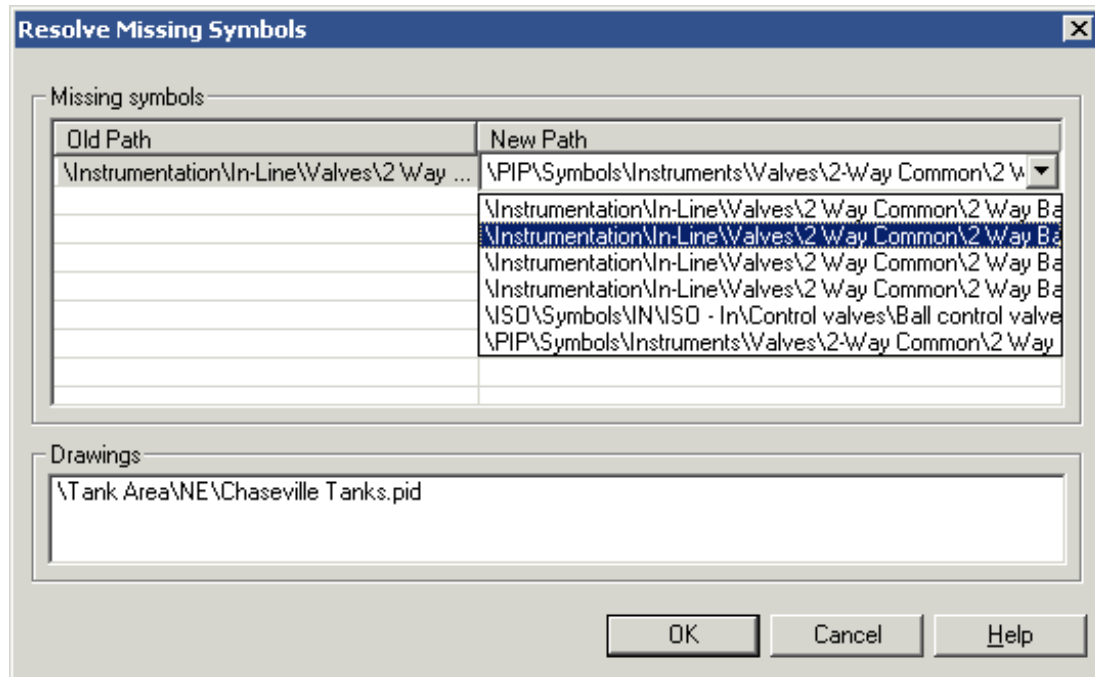 Resolve Missing Symbols
Missing symbols
Old Path New Path
\Instrumentation\In-Line\Valves\2 Way ... \PIP\Symbols\Instruments\Valves\2-Way Common\2
\Instrumentation\In-Line\Valves\2 Way Common\2 Way Ba
\Instrumentation\In-Line\Valves\2 Way Common\2 Way Ba
\Instrumentation\In-Line\Valves\2 Way Common\2 Way Ba
\Instrumentation\In-Line\Valves\2 Way Common\2 Way Ba
\ISO\Symbols\IN\ISO - In\Control valves\Ball control valve
\PIP\Symbols\Instruments\Valves\2-Way Common\2 Way
Drawings
\Tank Area\NE\Chaseville Tanks.pid
OK Cancel Help